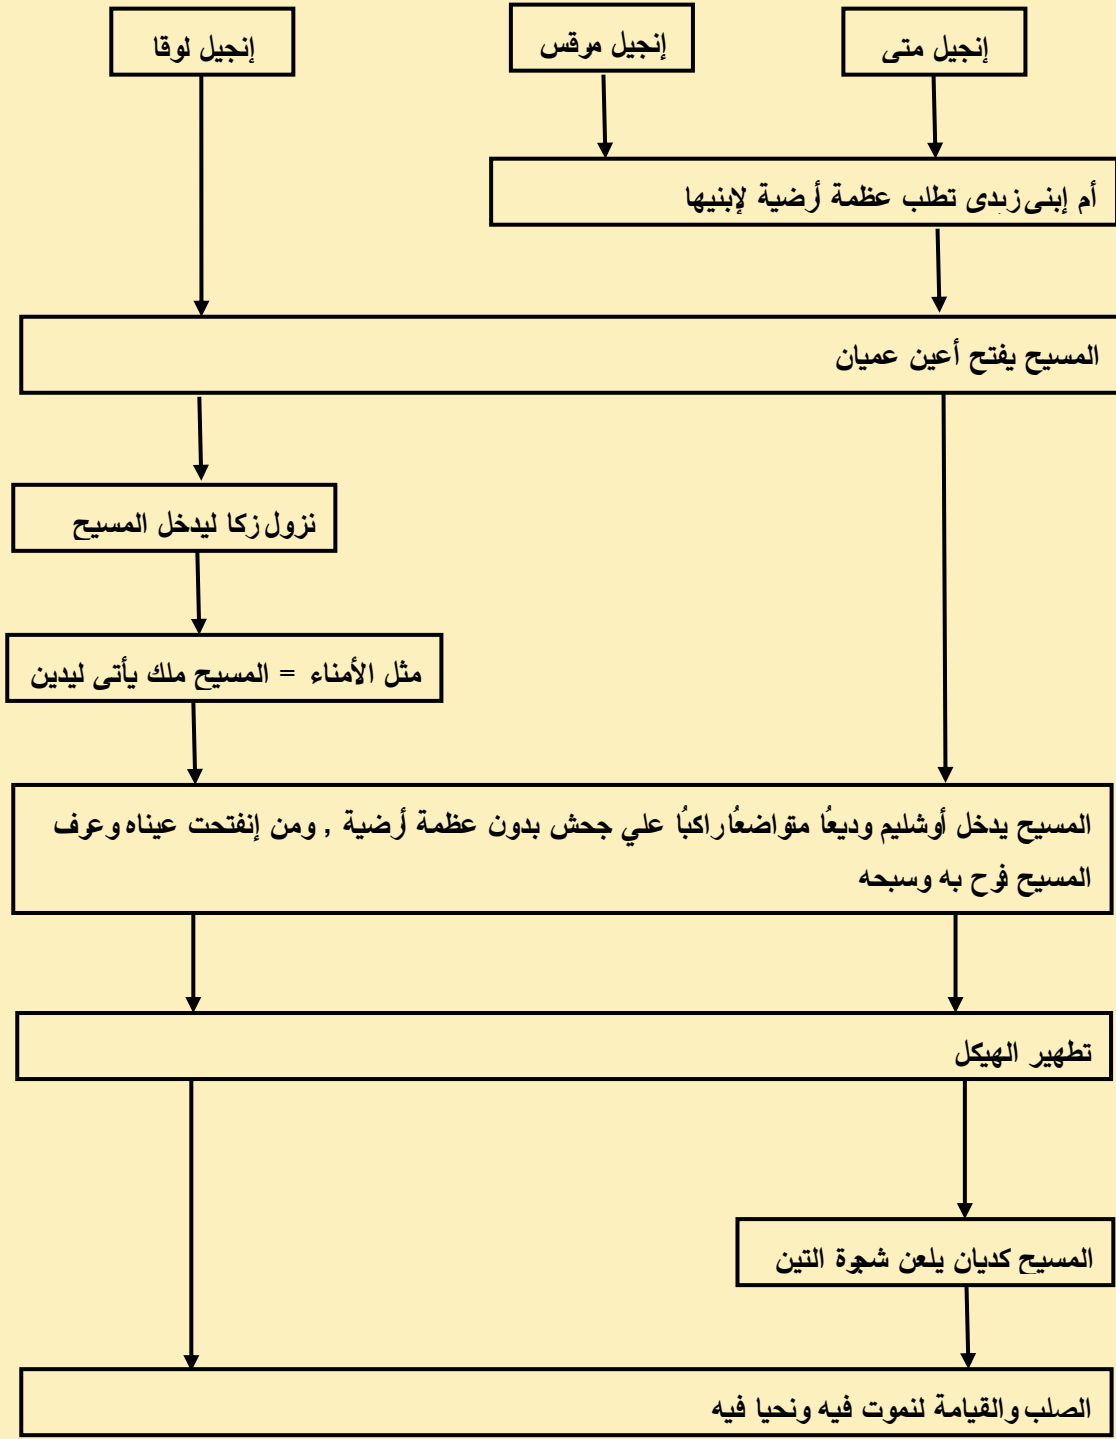 إنجيل متى
إنجيل مرقس
إنجيل لوقا
أم إبنى زبدى تطلب عظمة أرضية لإبنيها
المسيح يفتح أعين عميان
نزول زكا ليدخل المسيح
مثل الأمناء = المسيح ملك يأتى ليدين
المسيح يدخل أوشليم وديعُا متواضعُا راكبُا علي جحش بدون عظمة أرضية , ومن إنفتحت عيناه وعرف
المسيح فرح به وسبحه
تطهير الهيكل
المسيح كديان يلعن شجرة التين
الصلب والقيامة لنموت فيه ونحيا فيه